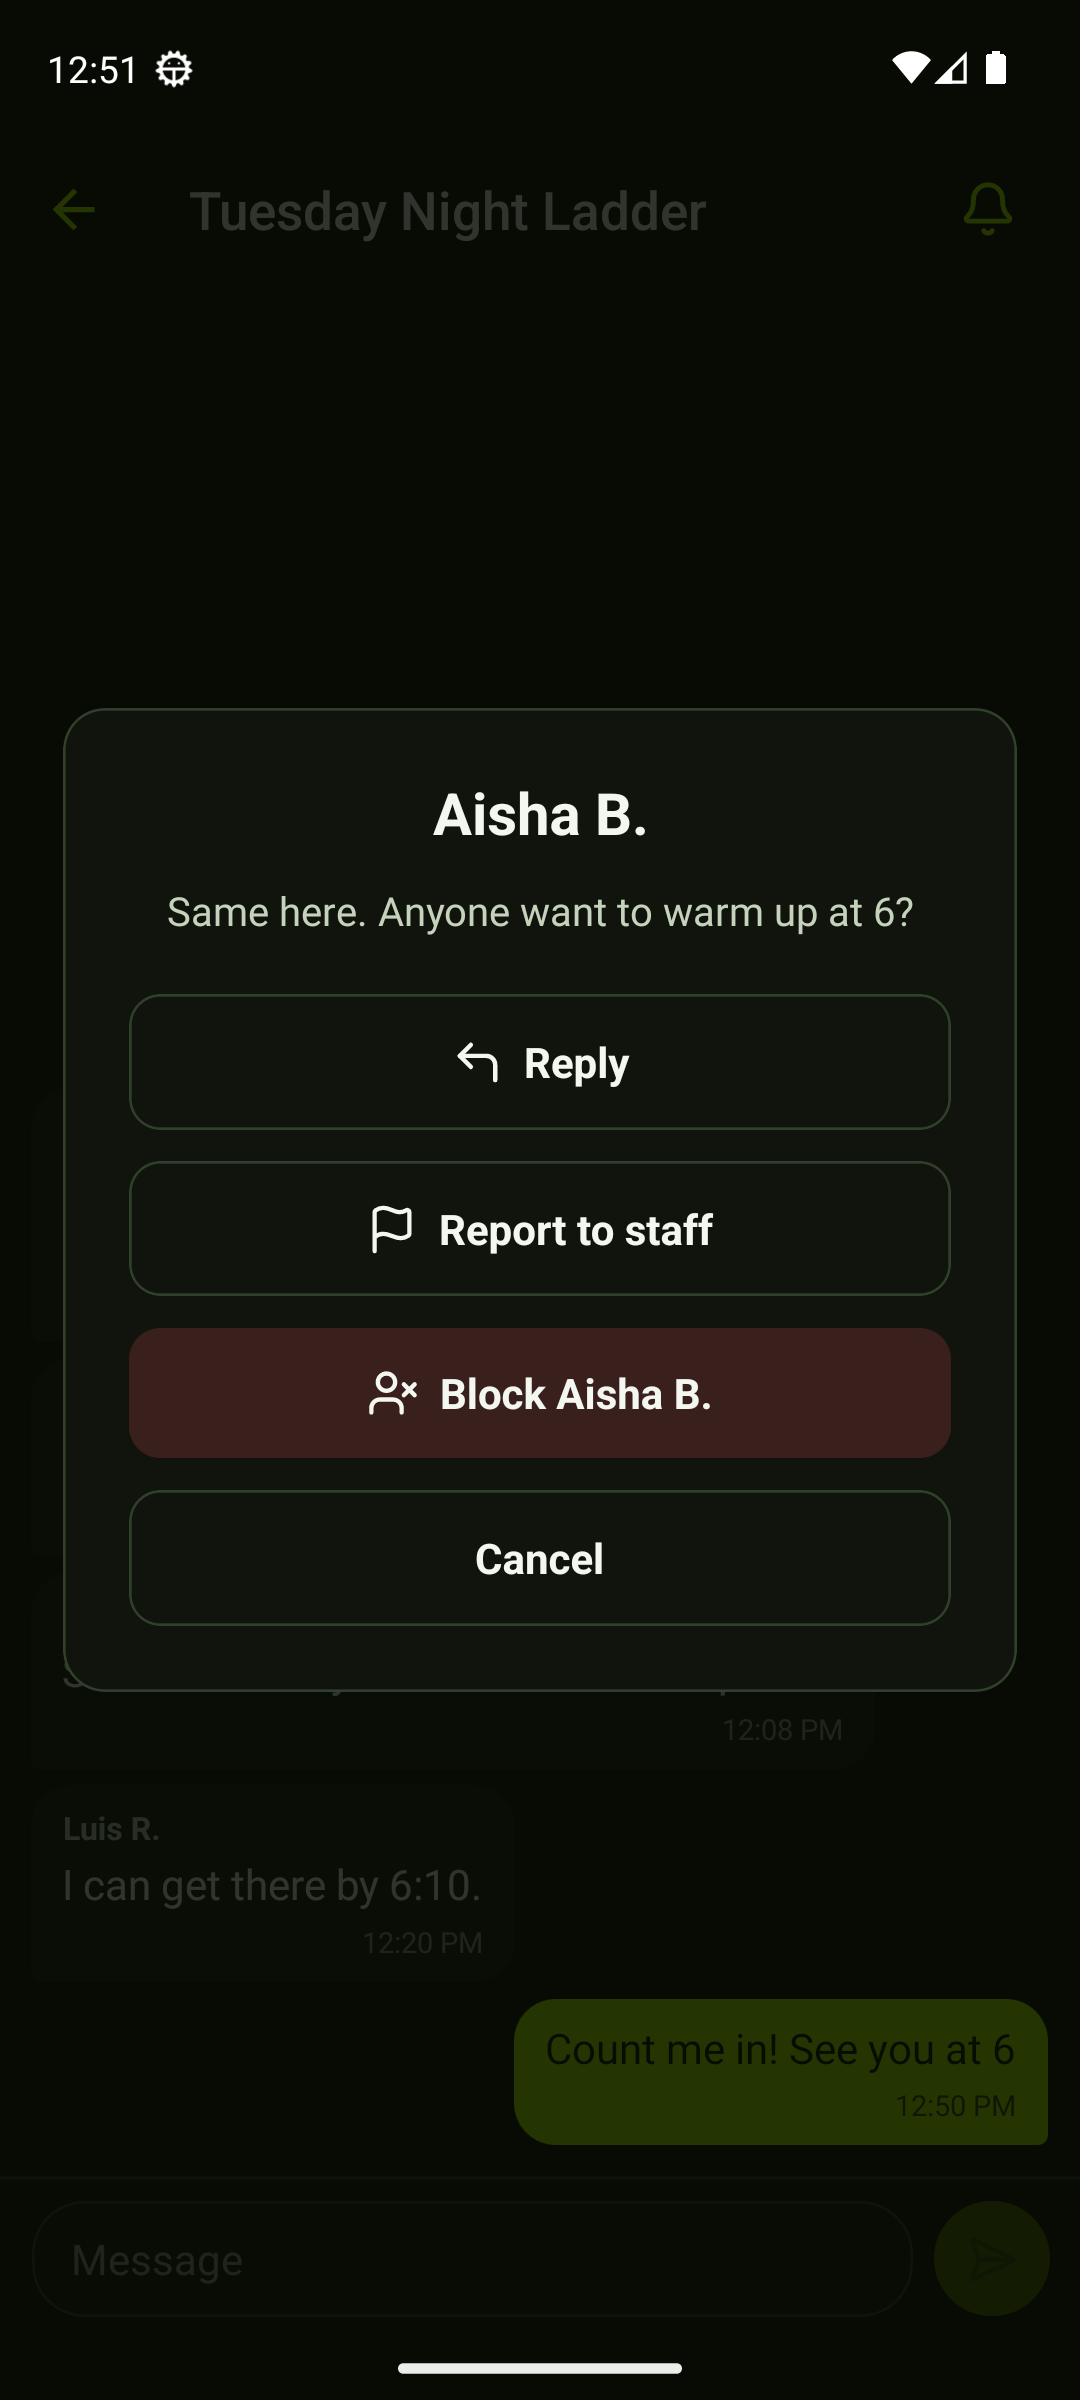 12:51
Tuesday Night Ladder
Aisha B.
Same here. Anyone want to warm up at 6?
Reply
Report to staff
Block Aisha B.
Cancel
12:08 PM
Luis R.
I can get there by 6:10.
12:20 PM
Count me in! See you at 6
12:50 PM
Message